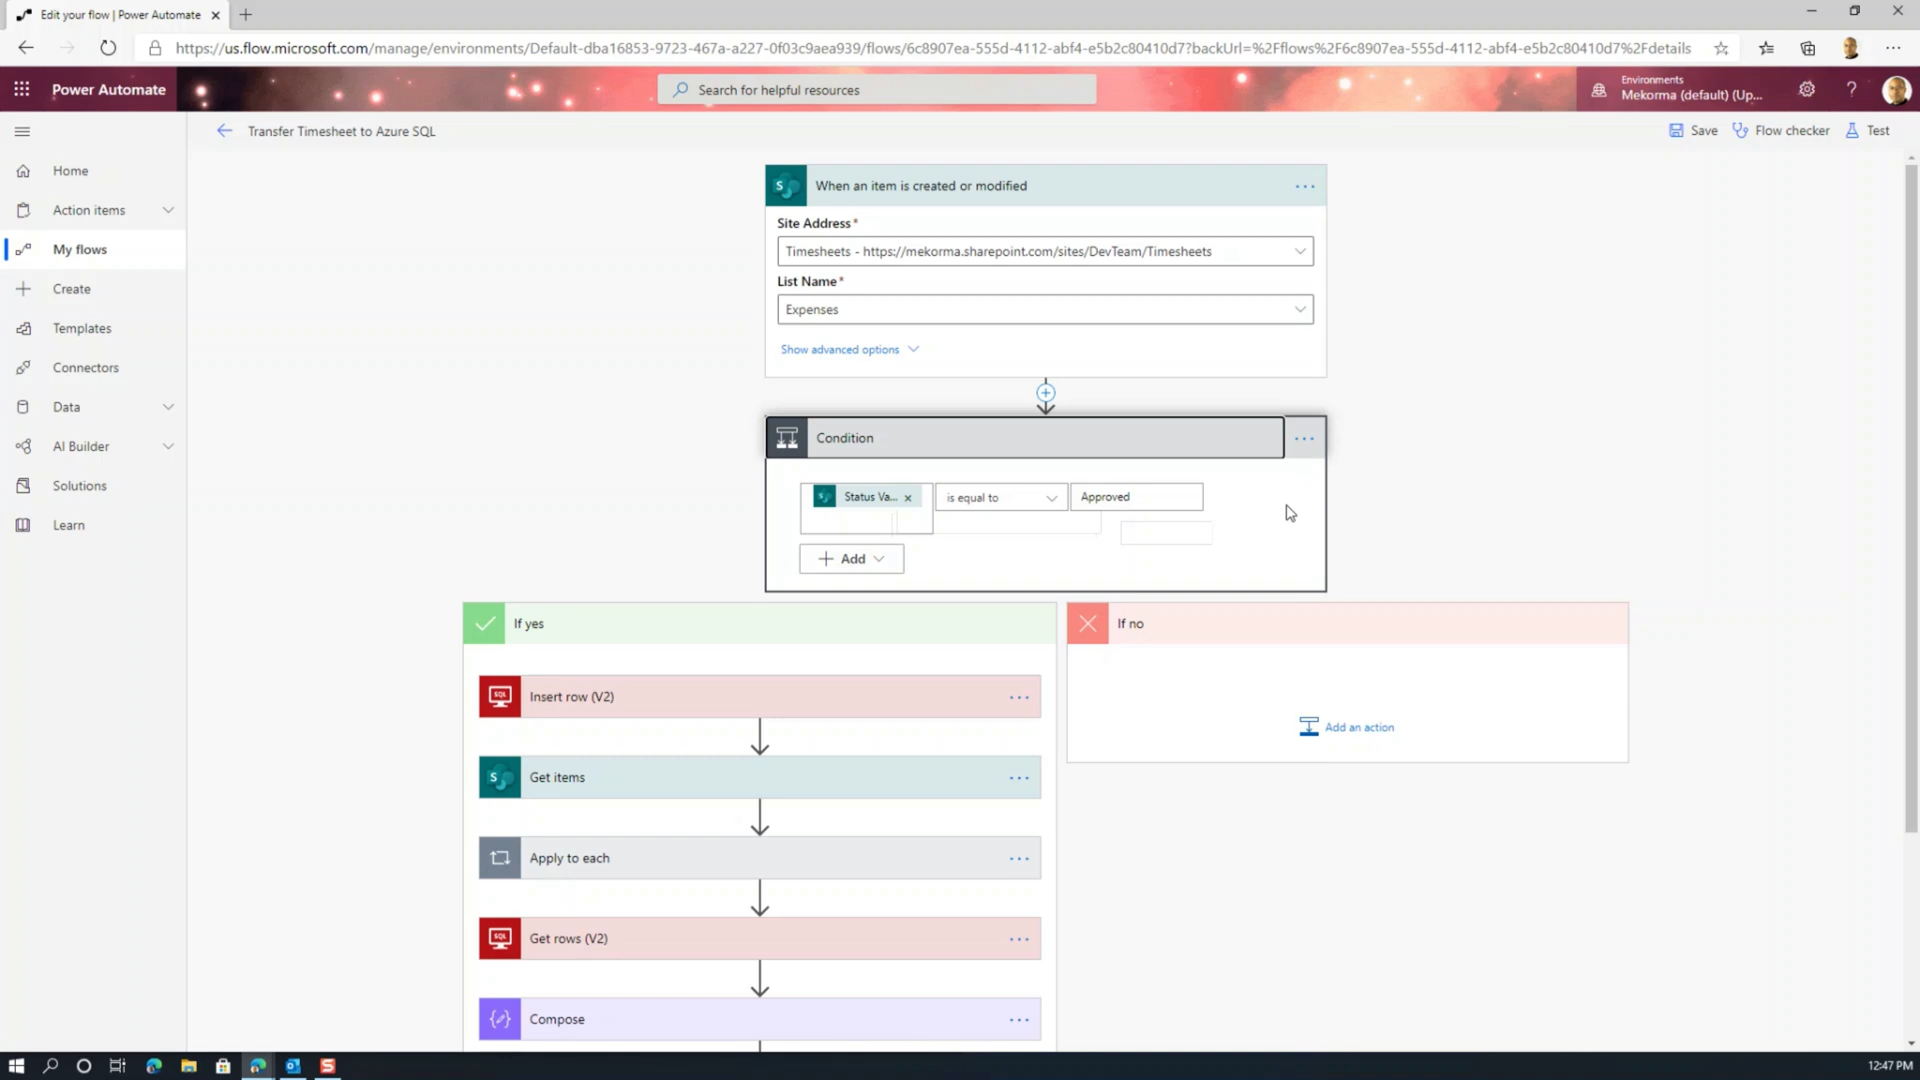 Edit your flow | Power Automate
https://us.flow.microsoft.com/manage/environments/Default-dba16853-9723-467a-a227-0f03c9aea939/flows/6c8907ea-555d-4112-abf4-e5b2c80410d7?backUrl=%2Fflows%2F6c8907ea-555d-4112-abf4-e5b2c80410d7%2Fdetails
Power Automate
Search for helpful resources
Environments
Mekorma (default) (Up...
Transfer Timesheet to Azure SQL
Save
Flow checker
Test
Home
Action items
My flows
Create
Templates
Connectors
Data
AI Builder
Solutions
Learn
When an item is created or modified
Site Address*
Timesheets - https://mekorma.sharepoint.com/sites/DevTeam/Timesheets
List Name*
Expenses
Show advanced options
Condition
Status Va...
is equal to
Approved
Add
If yes
If no
Insert row (V2)
Add an action
Get items
Apply to each
Get rows (V2)
Compose
12:47 PM